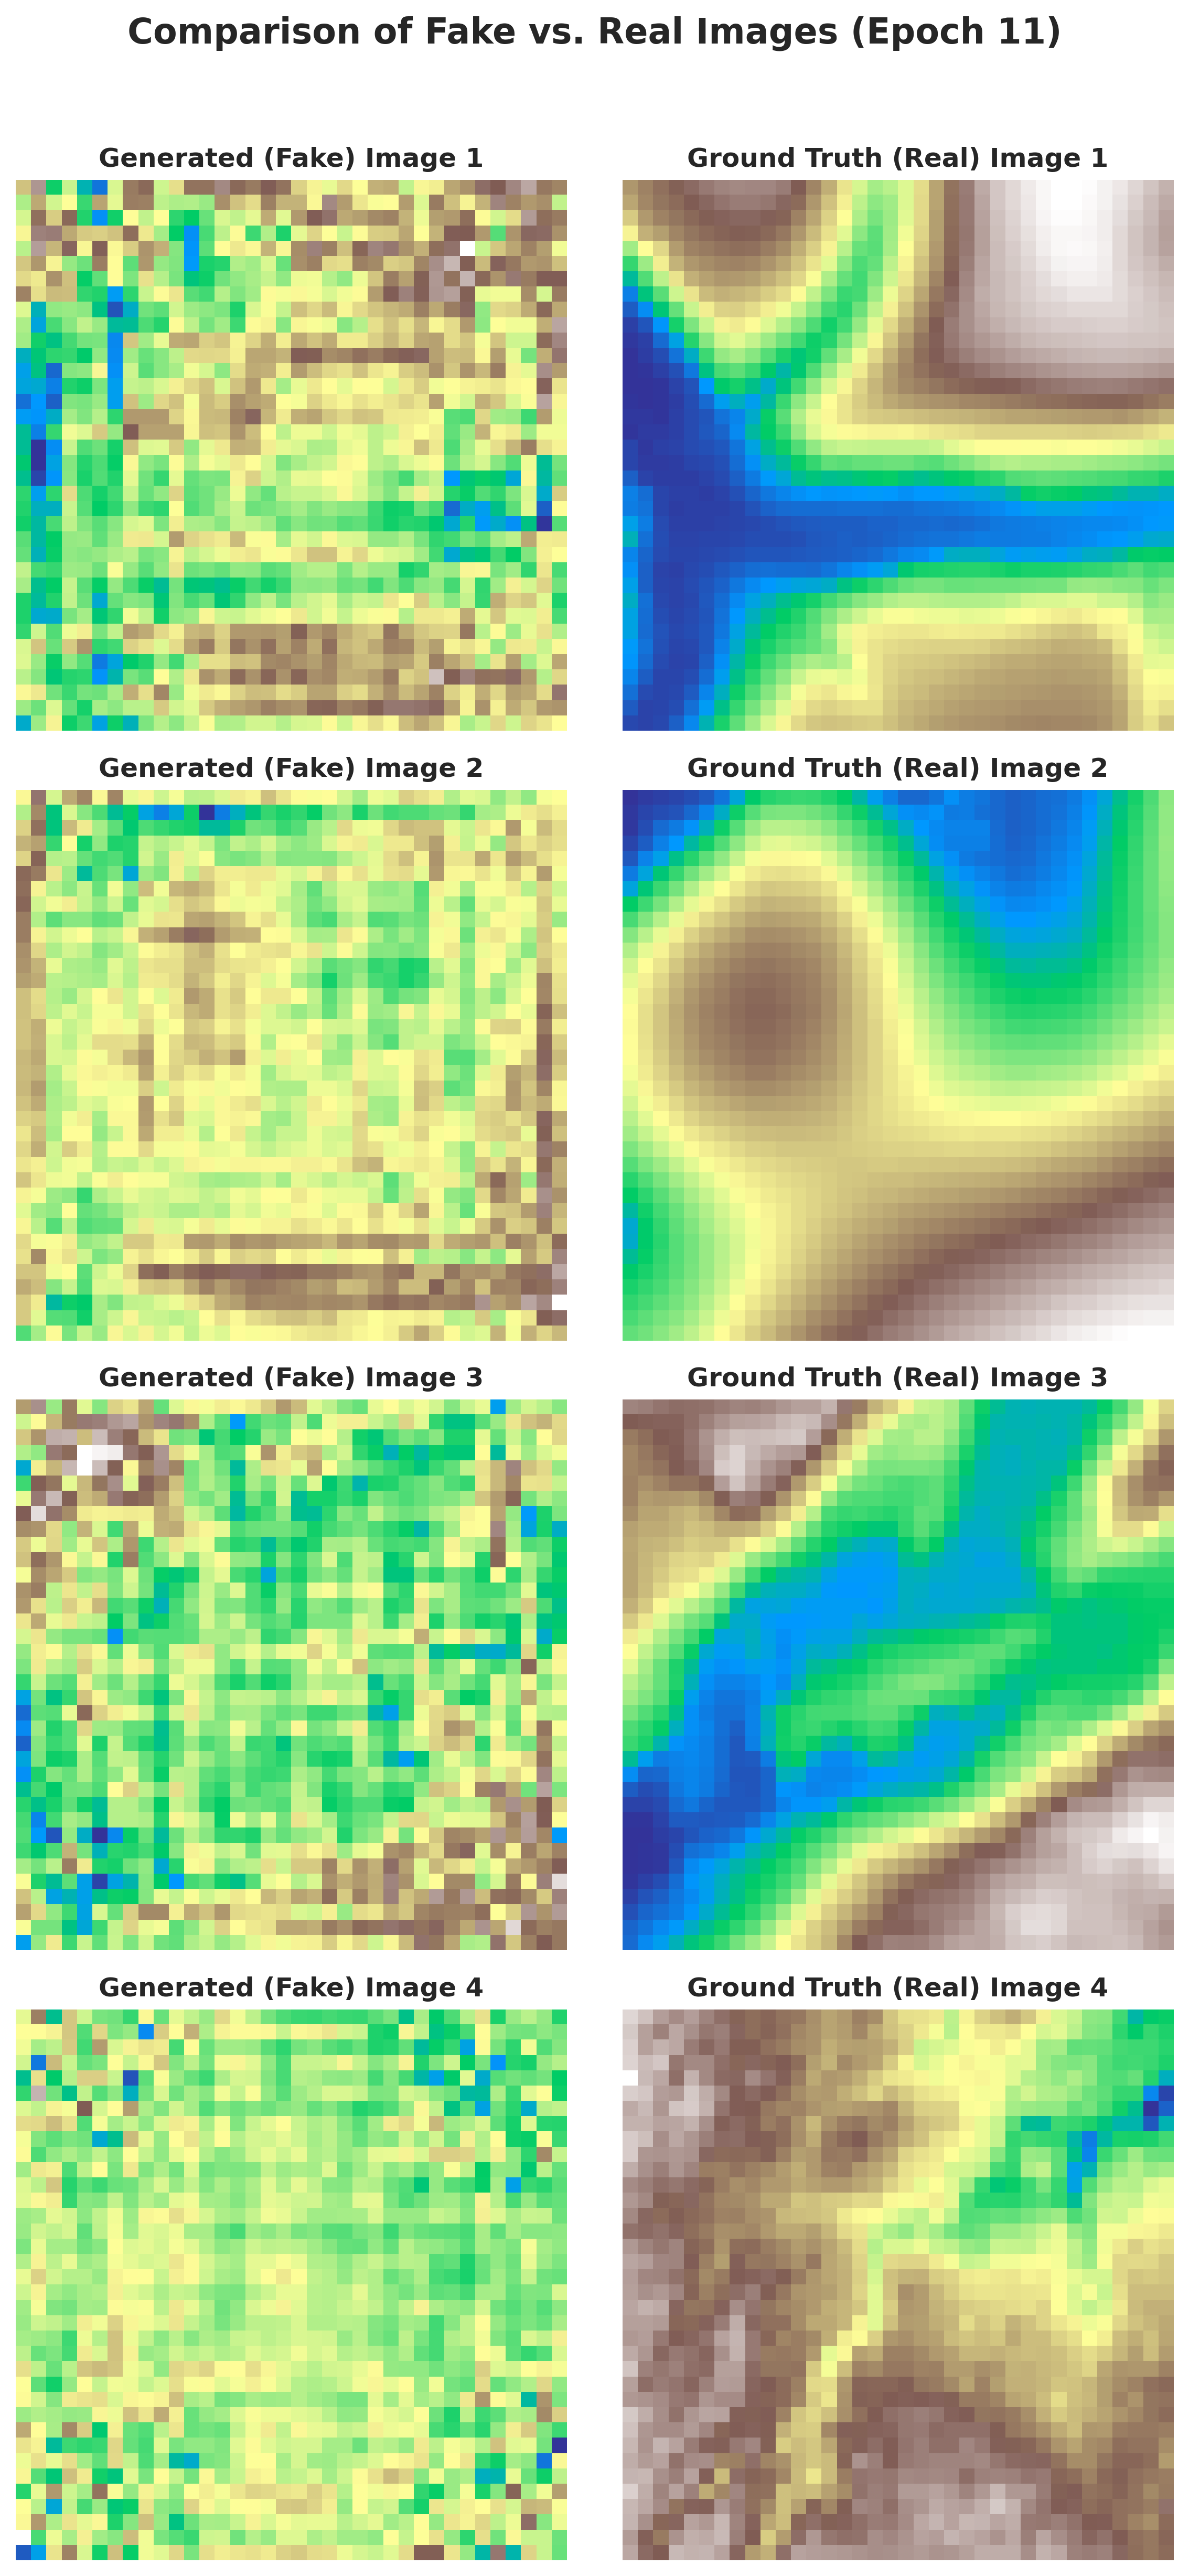 Comparison of Fake vs. Real Images (Epoch 11)
Generated (Fake) Image 1
Ground Truth (Real) Image 1
Generated (Fake) Image 2
Ground Truth (Real) Image 2
Generated (Fake) Image 3
Ground Truth (Real) Image 3
Generated (Fake) Image 4
Ground Truth (Real) Image 4